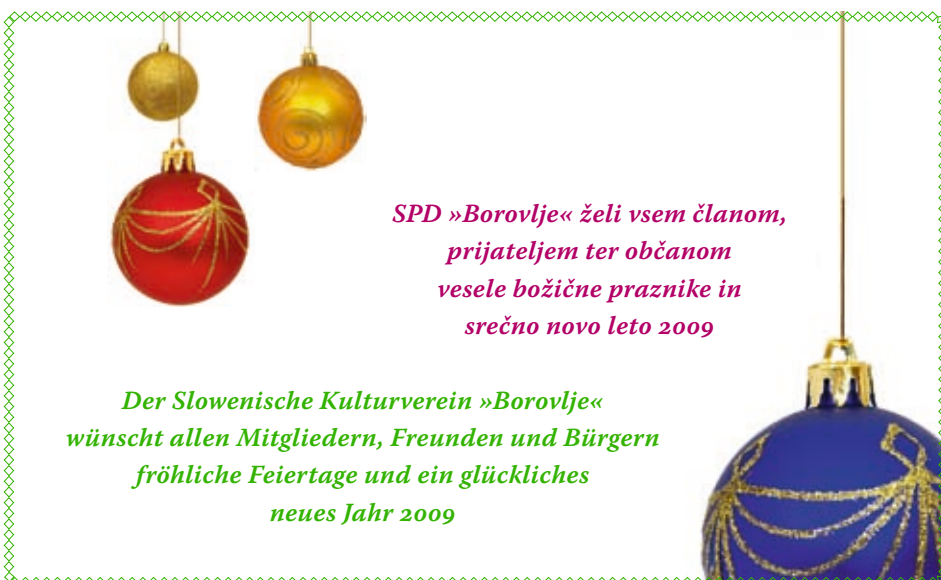 SPD »Borovlje« želi vsem članom,
prijateljem ter občanom
vesele božične praznike in
srečno novo leto 2009
Der Slowenische Kulturverein »Borovlje«
wünscht allen Mitgliedern, Freunden und Bürgern
fröhliche Feiertage und ein glückliches
neues Jahr 2009